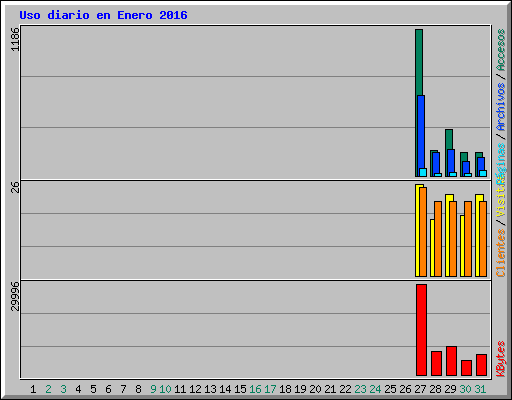 Uso diario en Enero 2016
1186
26
29996
Accesos / Archivos / Páginas
Visitas / Clientes
KBytes
1 2 3 4 5 6 7 8 9 10 11 12 13 14 15 16 17 18 19 20 21 22 23 24 25 26 27 28 29 30 31